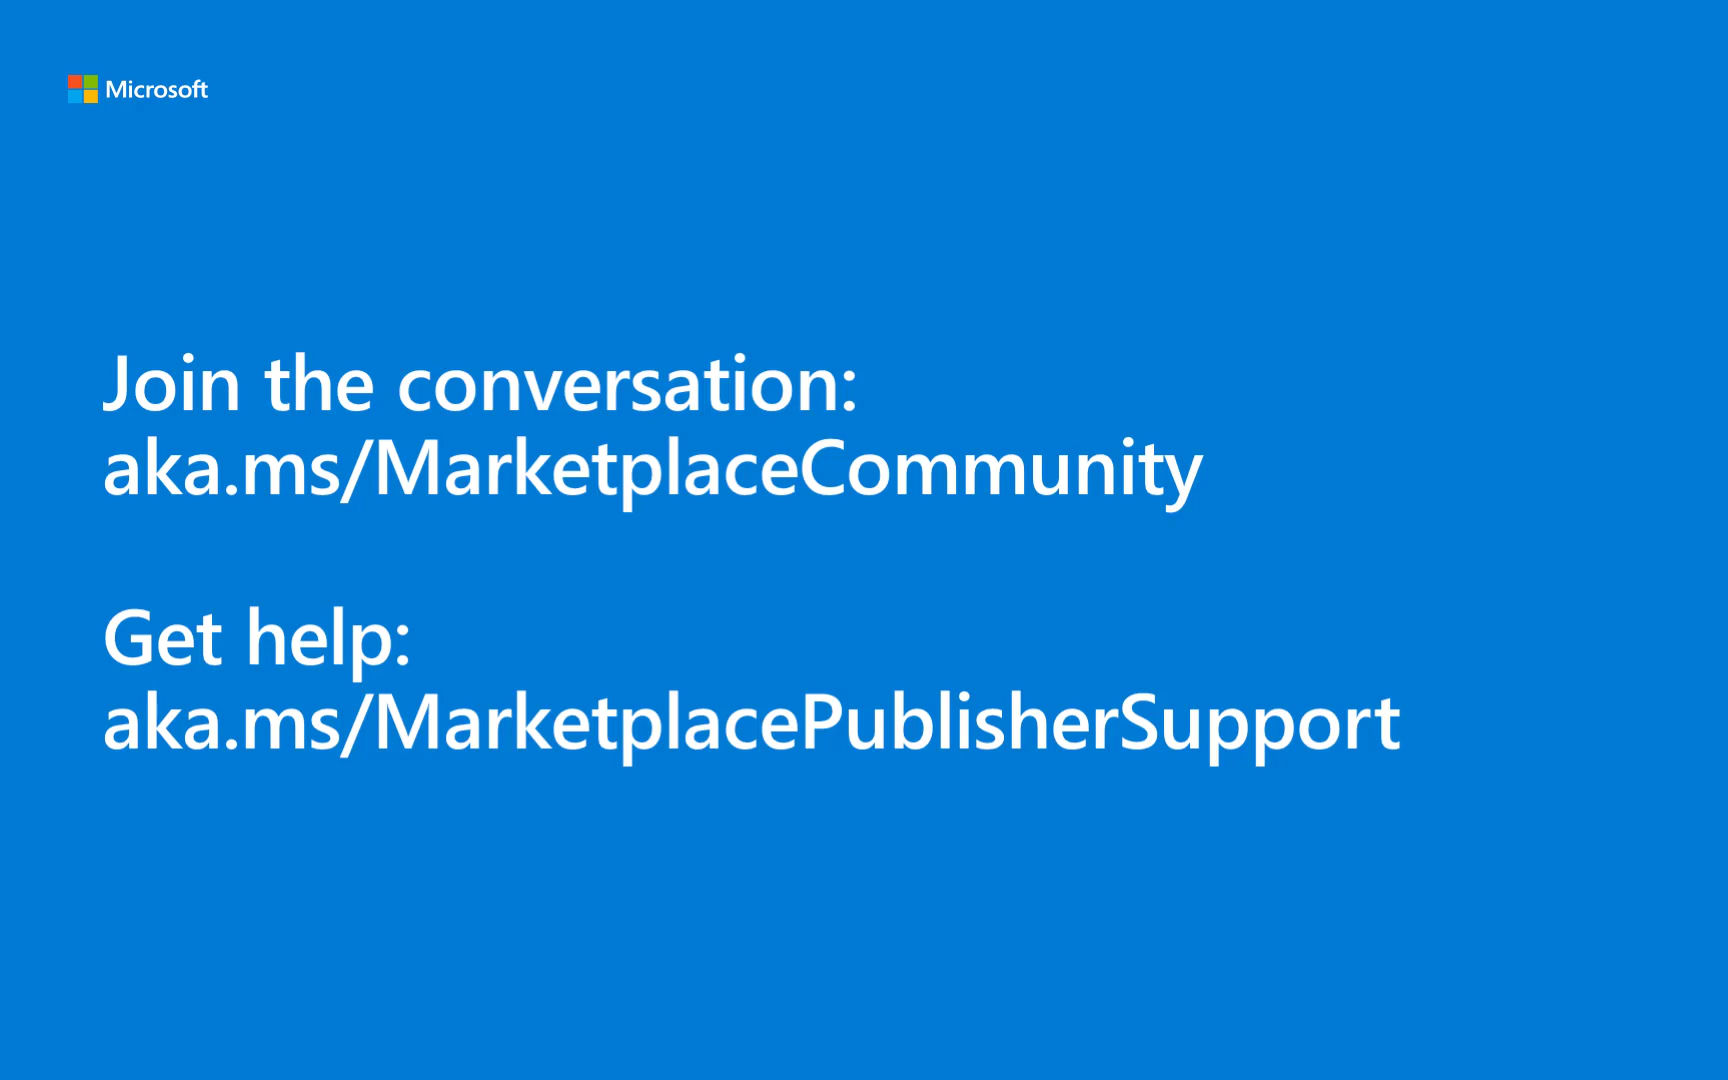 Microsoft
Join the conversation:
aka.ms/MarketplaceCommunity
Get help:
aka.ms/MarketplacePublisherSupport